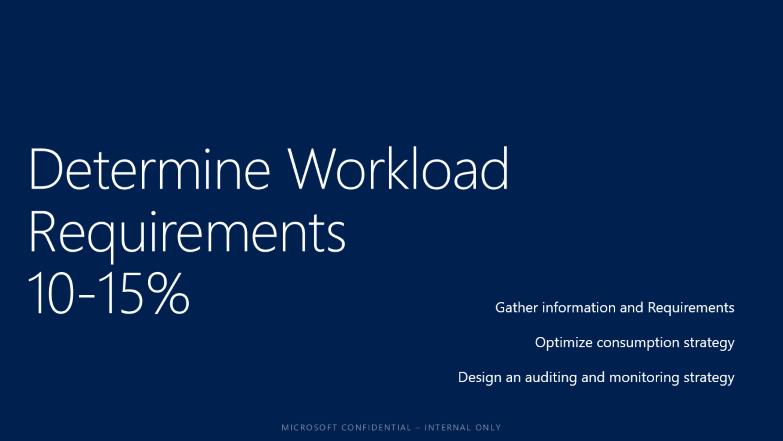 Determine Workload
Requirements
10-15%
Gather information and Requirements
Optimize consumption strategy
Design an auditing and monitoring strategy
MICROSOFT CONFIDENTIAL – INTERNAL ONLY